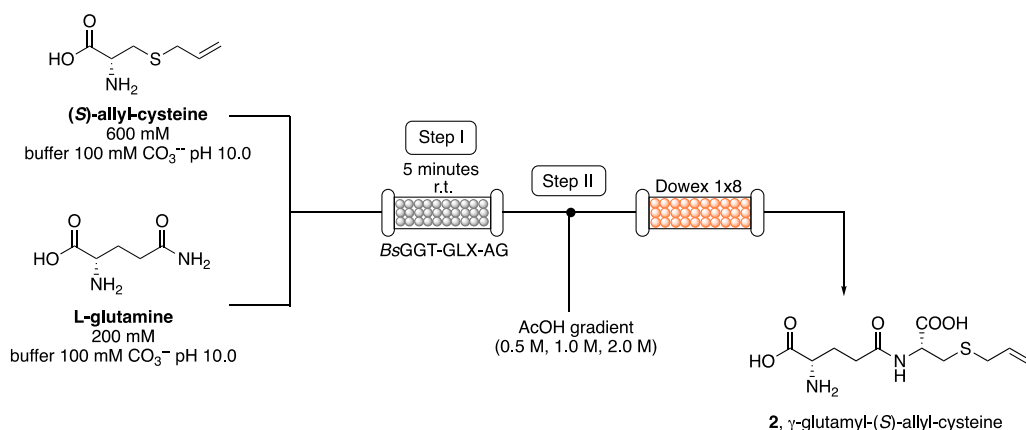 O
HO
S
NH₂
(S)-allyl-cysteine
600 mM
buffer 100 mM CO₃⁻⁻ pH 10.0
O
O
HO
NH₂
NH₂
L-glutamine
200 mM
buffer 100 mM CO₃⁻ pH 10.0
Step I
5 minutes
r.t.
BsGGT-GLX-AG
Step II
AcOH gradient
(0.5 M, 1.0 M, 2.0 M)
Dowex 1x8
O
O
COOH
HO
N
H
S
NH₂
2, γ-glutamyl-(S)-allyl-cysteine